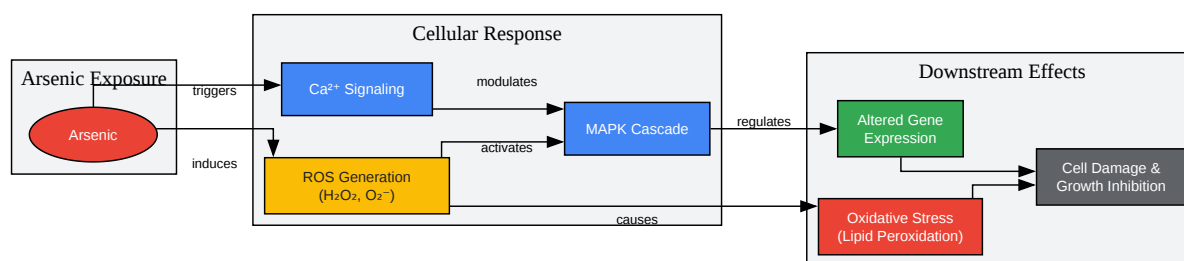 Arsenic Exposure
Arsenic
triggers
induces
Cellular Response
Ca²⁺ Signaling
ROS Generation
(H₂O₂, O₂⁻)
modulates
activates
MAPK Cascade
causes
regulates
Downstream Effects
Altered Gene
Expression
Oxidative Stress
(Lipid Peroxidation)
Cell Damage &
Growth Inhibition